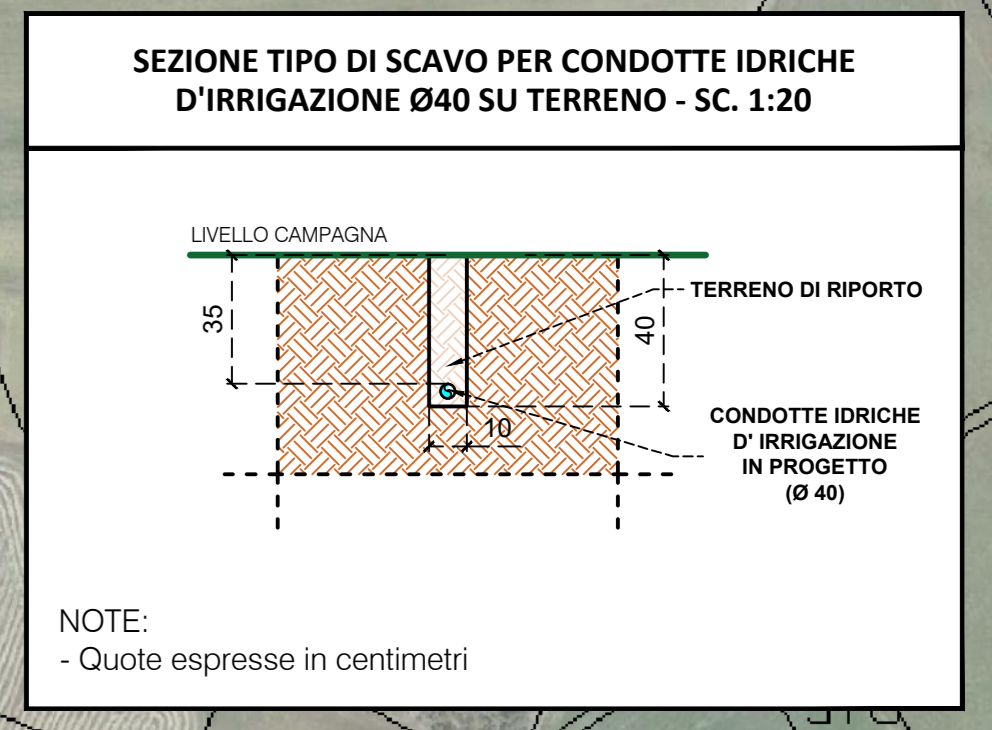 SEZIONE TIPO DI SCAVO PER CONDOTTE IDRICHE
D'IRRIGAZIONE Ø40 SU TERRENO - SC. 1:20
LIVELLO CAMPAGNA
35
TERRENO DI RIPORTO
40
10
CONDOTTE IDRICHE
D' IRRIGAZIONE
IN PROGETTO
(Ø 40)
NOTE:
- Quote espresse in centimetri